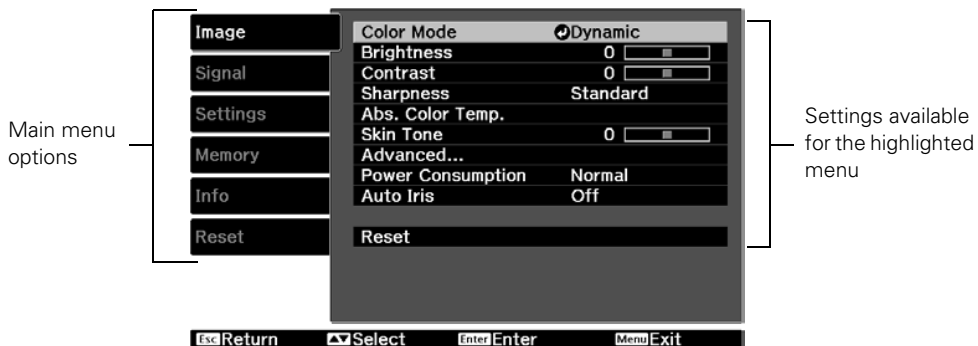 Main menu
options
Image
Signal
Settings
Memory
Info
Reset
Color Mode Dynamic
Brightness 0
Contrast 0
Sharpness Standard
Abs. Color Temp.
Skin Tone 0
Advanced...
Power Consumption Normal
Auto Iris Off
Reset
Settings available
for the highlighted
menu
Esc Return Select Enter Enter Menu Exit